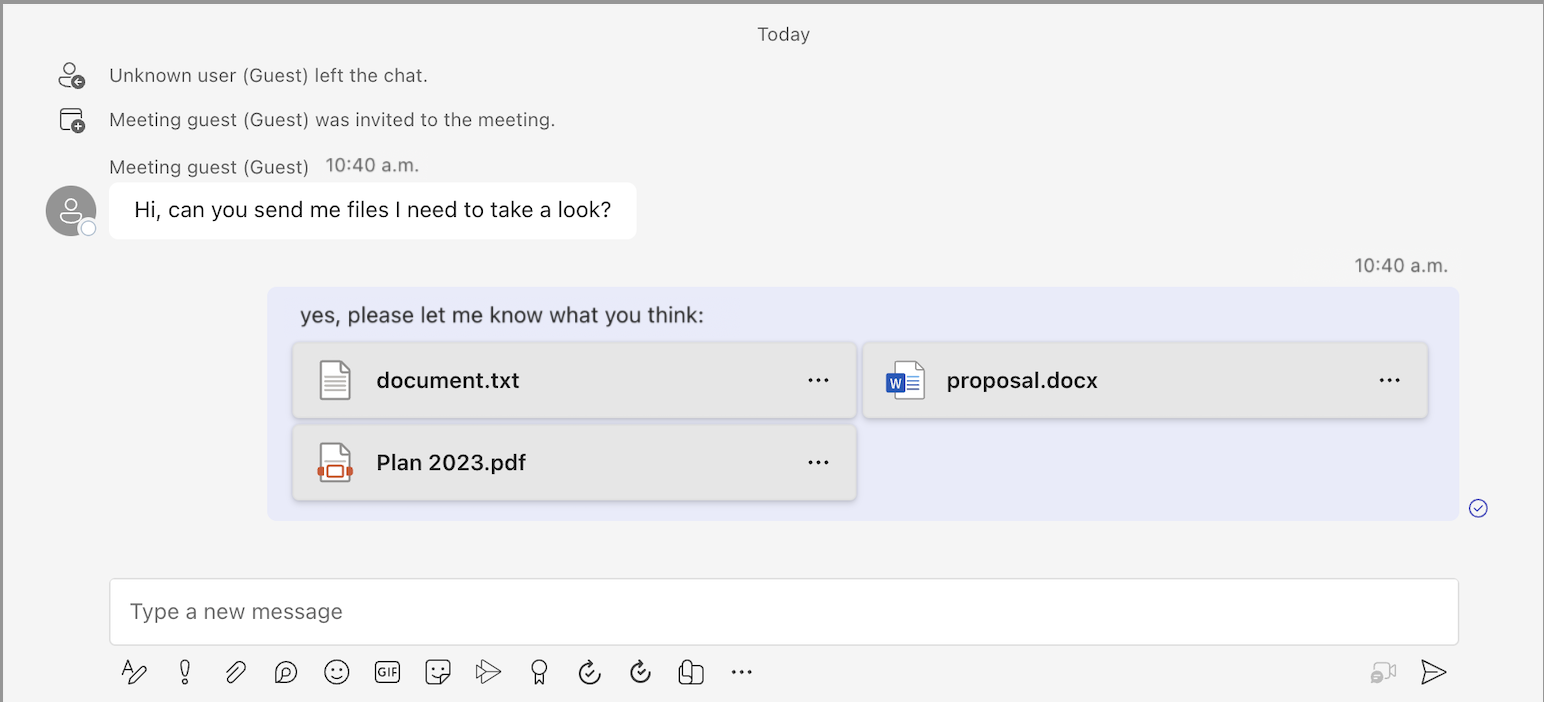 Today
Unknown user (Guest) left the chat.
Meeting guest (Guest) was invited to the meeting.
Meeting guest (Guest) 10:40 a.m.
Hi, can you send me files I need to take a look?
10:40 a.m.
yes, please let me know what you think:
document.txt
W
proposal.docx
Plan 2023.pdf
Type a new message
GIF